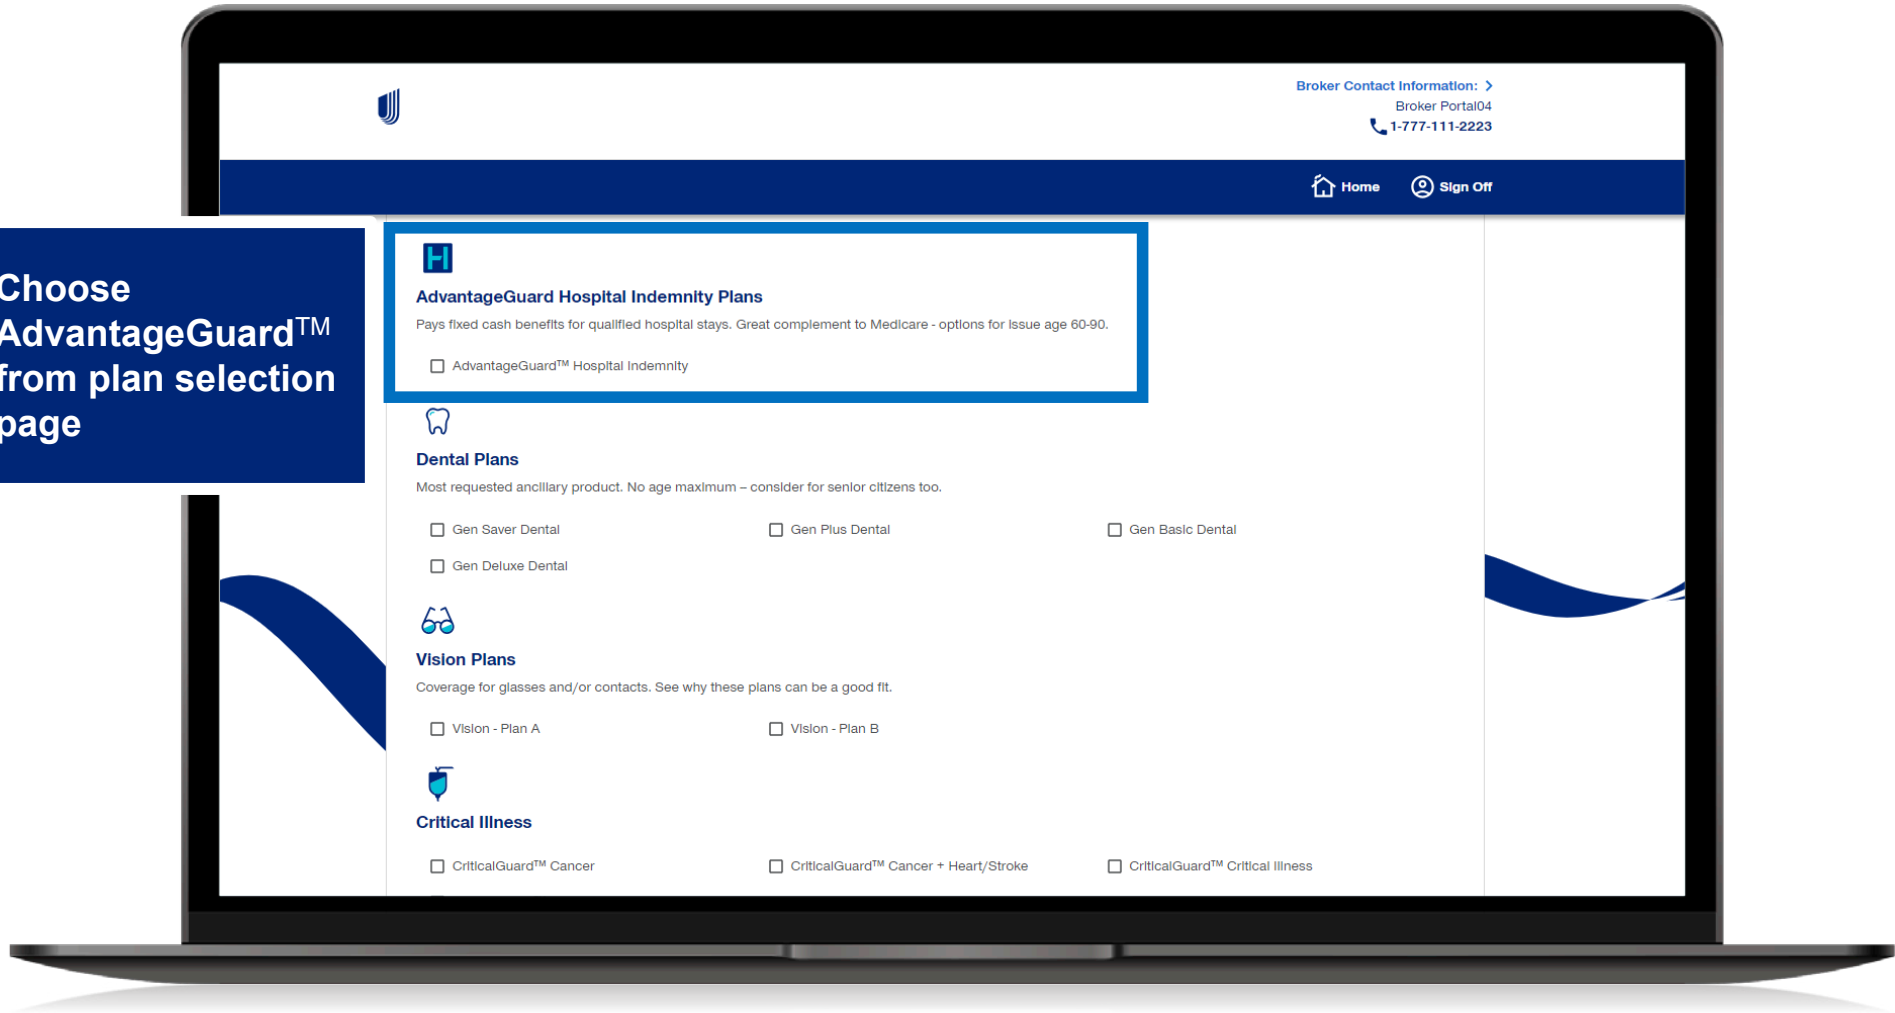 Broker Contact Information:
Broker Portal04
1-777-111-2223
Home Sign Off
Choose
AdvantageGuard™
from plan selection
page
H
AdvantageGuard Hospital Indemnity Plans
Pays fixed cash benefits for qualified hospital stays. Great complement to Medicare - options for issue age 60-90.
AdvantageGuard™ Hospital Indemnity
Dental Plans
Most requested ancillary product. No age maximum – consider for senior citizens too.
Gen Saver Dental Gen Plus Dental Gen Basic Dental
Gen Deluxe Dental
Vision Plans
Coverage for glasses and/or contacts. See why these plans can be a good fit.
Vision - Plan A Vision - Plan B
Critical Illness
CriticalGuard™ Cancer CriticalGuard™ Cancer + Heart/Stroke CriticalGuard™ Critical Illness